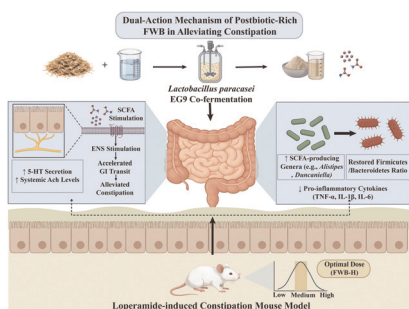 Dual-Action Mechanism of Postbiotic-Rich
FWB in Alleviating Constipation
+
Lactobacillus paracasei
EG9 Co-fermentation
SCFA
Stimulation
ENS Stimulation
Accelerated
GI Transit
Alleviated
Constipation
↑ 5-HT Secretion
↑ Systemic Ach Levels
↑ SCFA-producing
Genera (e.g., Alistipes
, Duncaniella)
Restored Firmicutes
/Bacteroidetes Ratio
↓ Pro-inflammatory Cytokines
(TNF-α, IL-1β, IL-6)
Optimal Dose
(FWB-H)
Low Medium High
Loperamide-induced Constipation Mouse Model